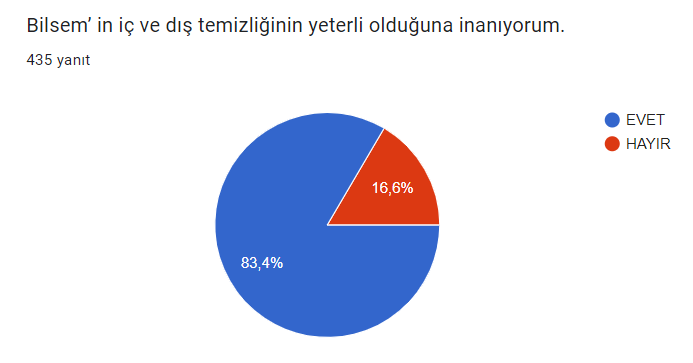 Bilsem’ in iç ve dış temizliğinin yeterli olduğuna inanıyorum.
435 yanıt
EVET
HAYIR
16,6%
83,4%